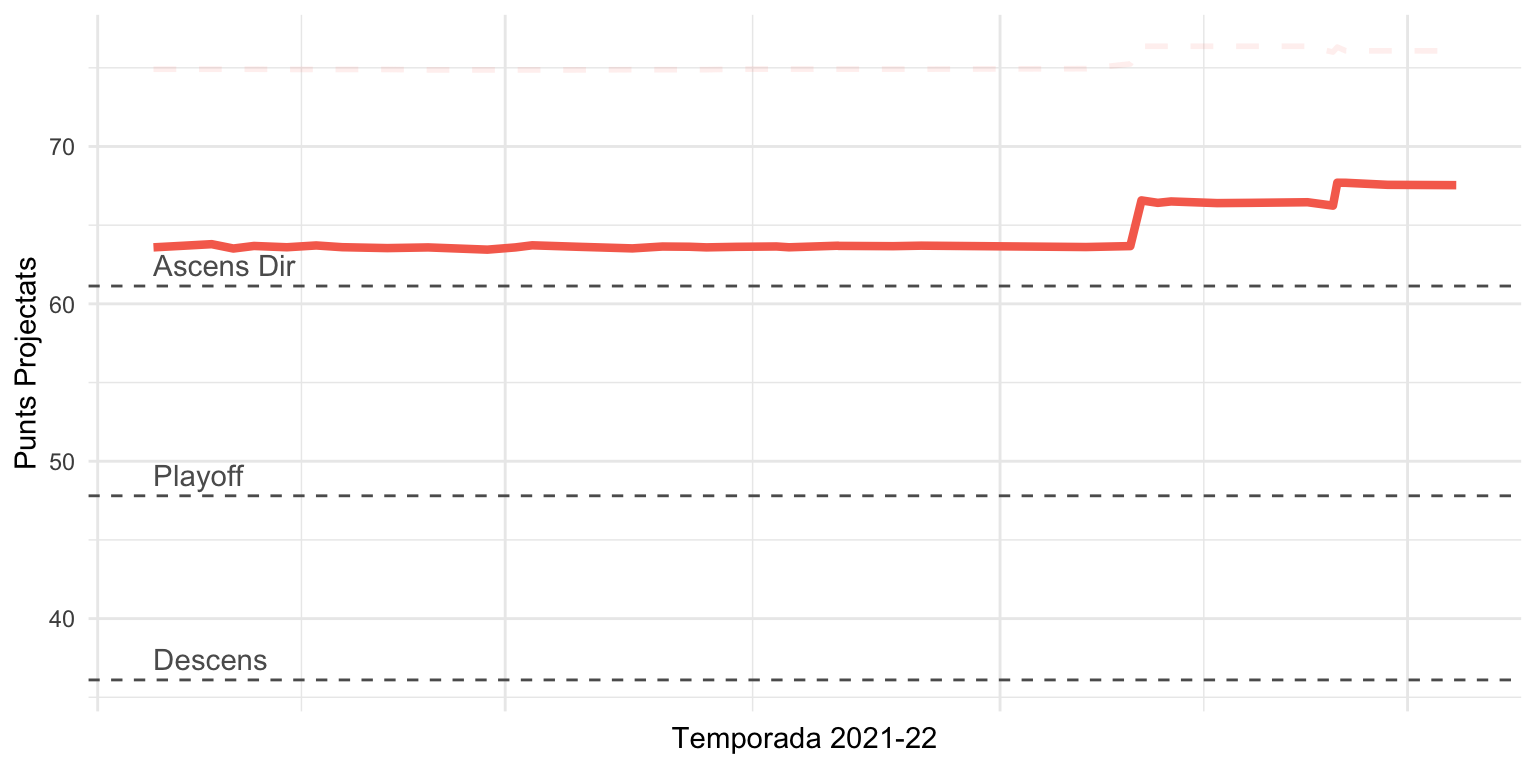 70
Ascens Dir
60
Punts Projectats
50
Playoff
40
Descens
Temporada 2021-22